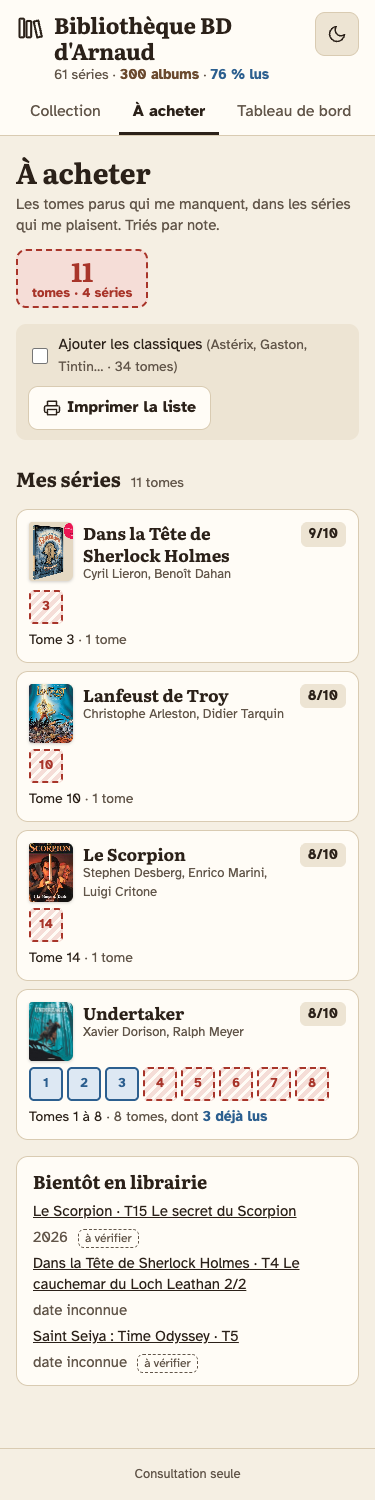 Bibliothèque BD
d'Arnaud
61 séries · 300 albums · 76 % lus
Collection
À acheter
Tableau de bord
À acheter
Les tomes parus qui me manquent, dans les séries
qui me plaisent. Triés par note.
11
tomes · 4 séries
Ajouter les classiques (Astérix, Gaston,
Tintin… · 34 tomes)
Imprimer la liste
Mes séries 11 tomes
Dans la Tête de
Sherlock Holmes
9/10
Cyril Lieron, Benoît Dahan
3
Tome 3 · 1 tome
Lanfeust de Troy
8/10
Christophe Arleston, Didier Tarquin
10
Tome 10 · 1 tome
SCORPION
Le Scorpion
8/10
Stephen Desberg, Enrico Marini,
Luigi Critone
14
Tome 14 · 1 tome
Undertaker
8/10
Xavier Dorison, Ralph Meyer
1 2 3 4 5 6 7 8
Tomes 1 à 8 · 8 tomes, dont 3 déjà lus
Bientôt en librairie
Le Scorpion · T15 Le secret du Scorpion
2026 à vérifier
Dans la Tête de Sherlock Holmes · T4 Le
cauchemar du Loch Leathan 2/2
date inconnue
Saint Seiya : Time Odyssey · T5
date inconnue à vérifier
Consultation seule